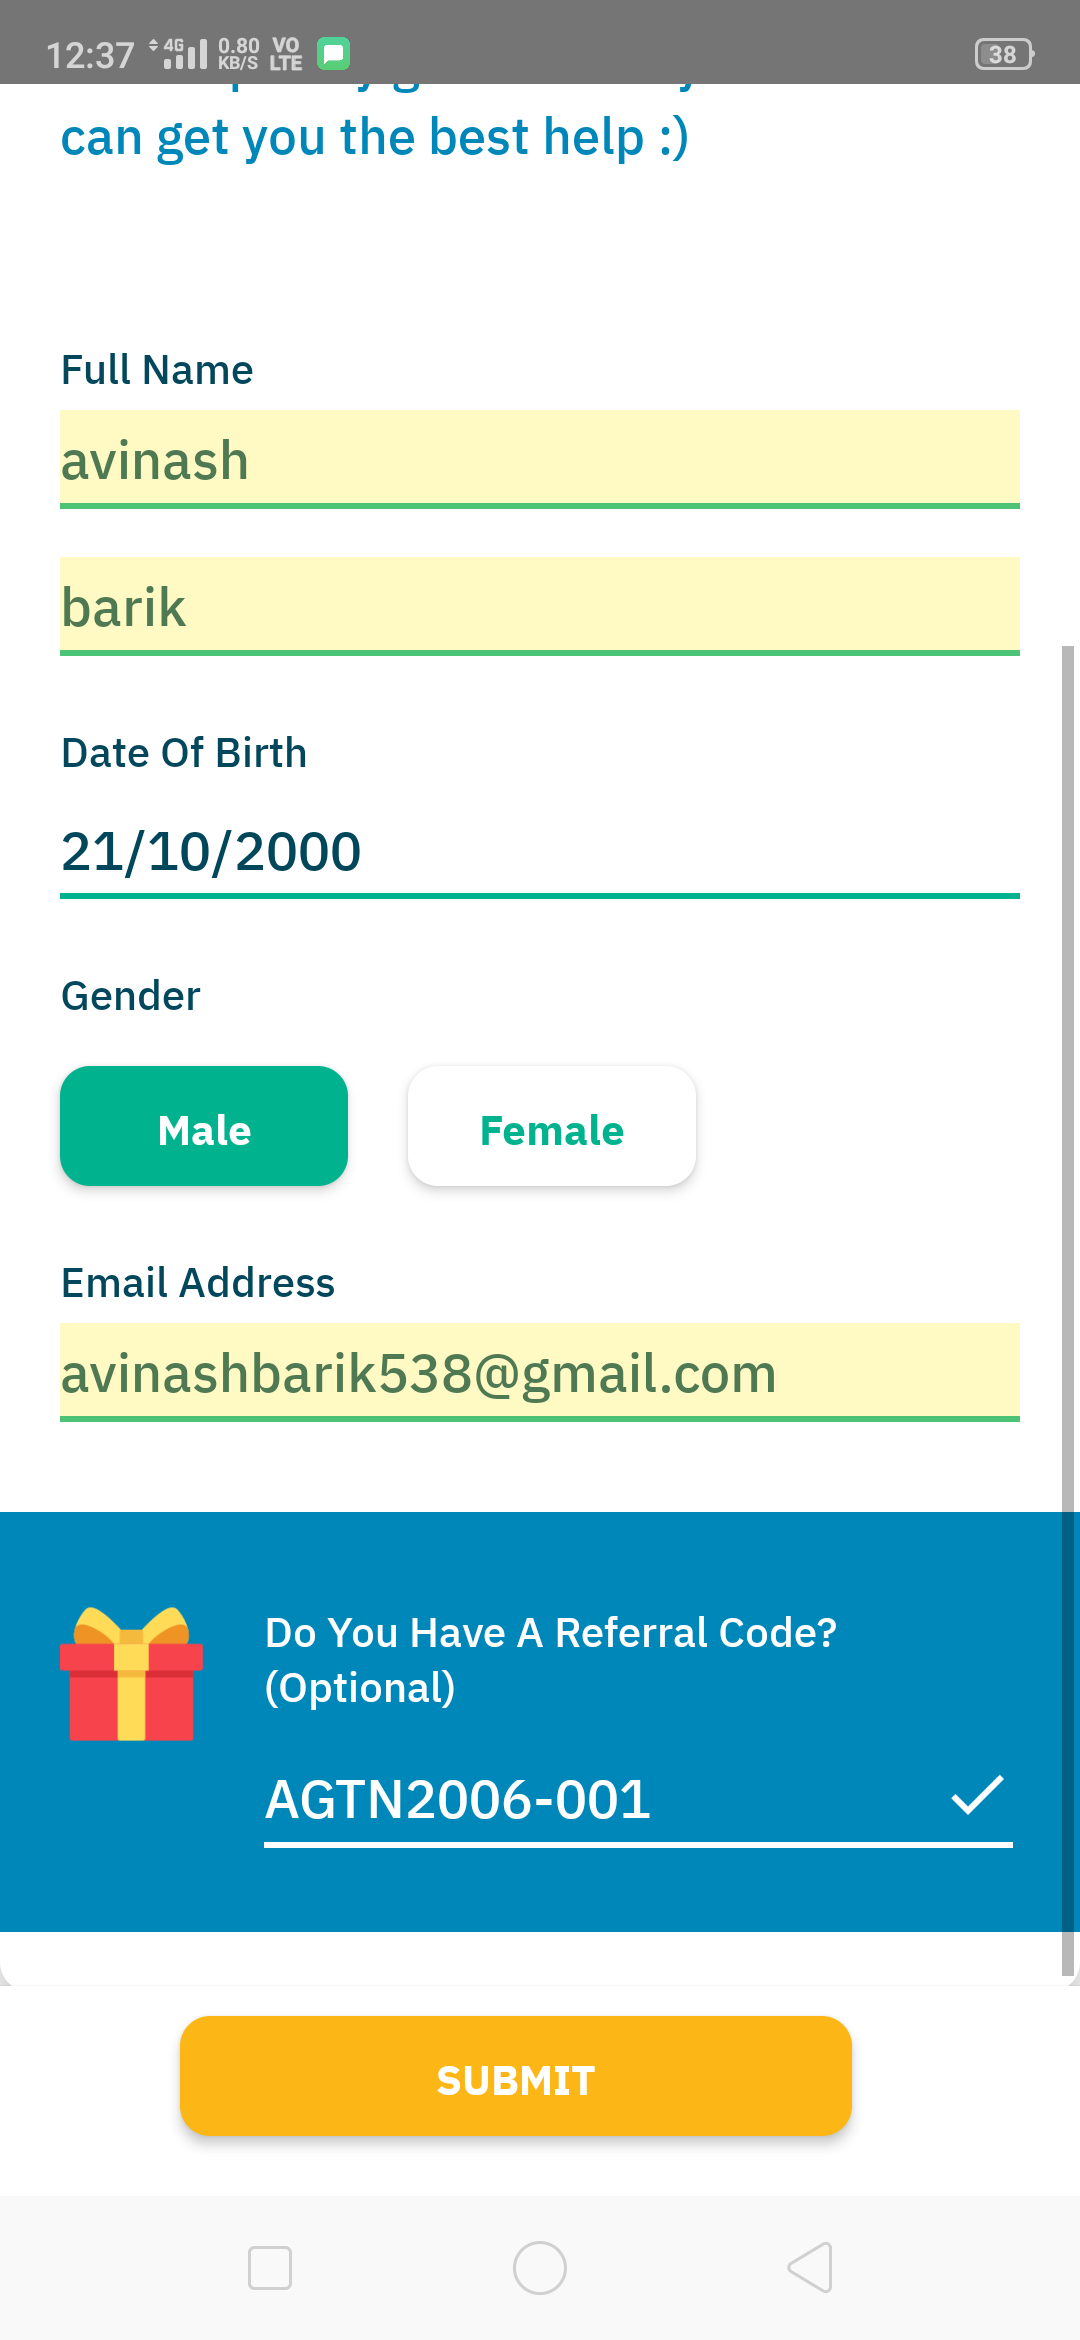 12:37 4G 0.80 KB/S VO LTE 38
can get you the best help :)
Full Name
avinash
barik
Date Of Birth
21/10/2000
Gender
Male Female
Email Address
avinashbarik538@gmail.com
Do You Have A Referral Code?
(Optional)
AGTN2006-001
SUBMIT